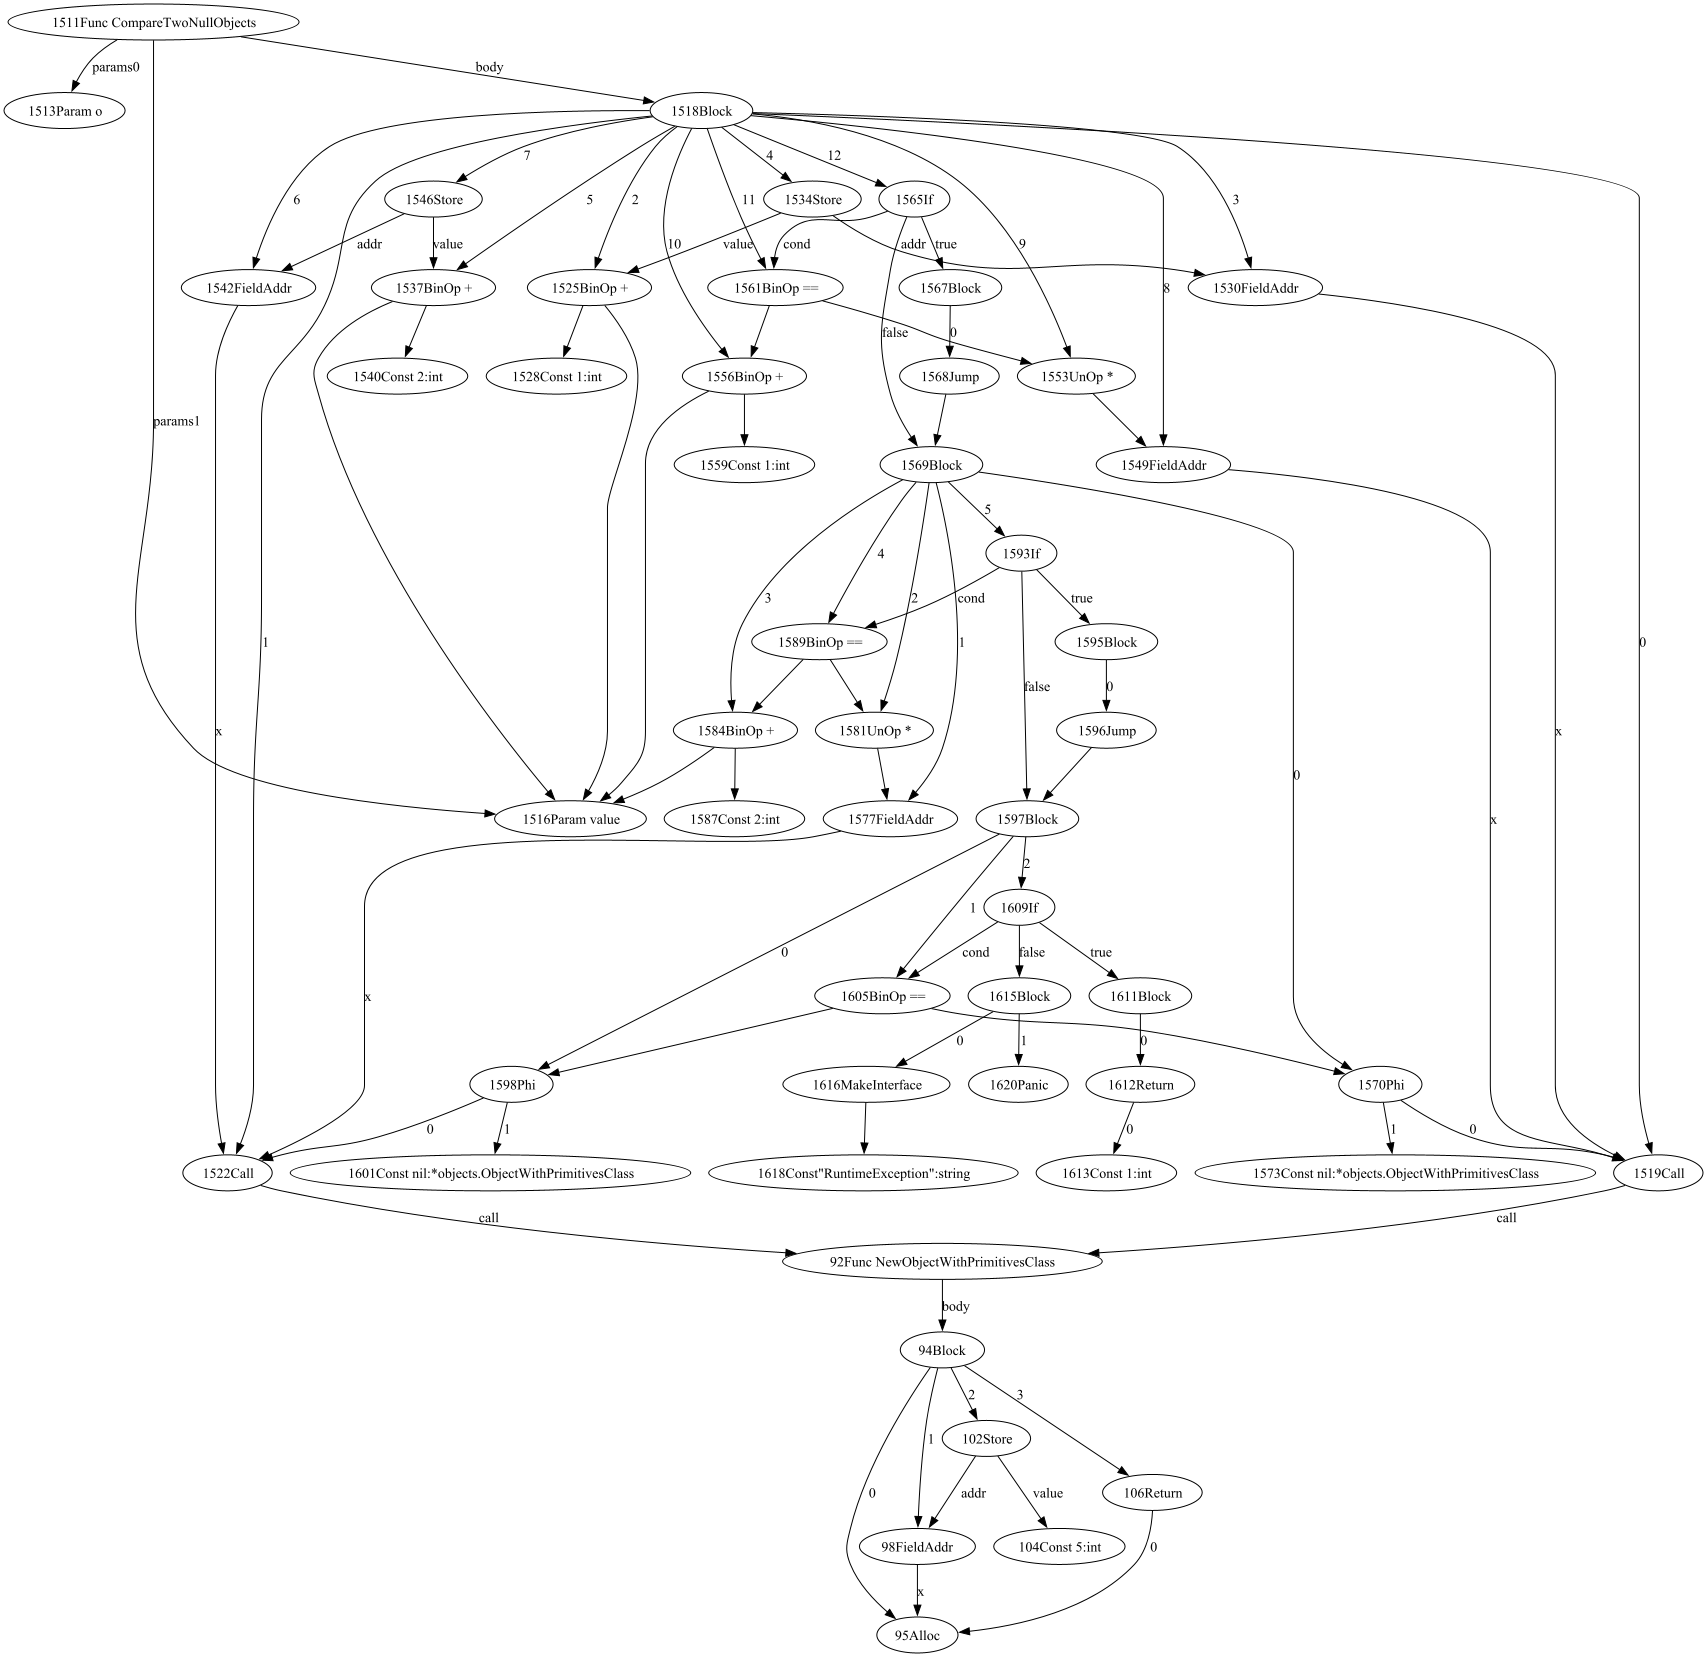 1511Func CompareTwoNullObjects
params0
body
1513Param o
1518Block
7
4
12
6
5
2
11
3
1546Store
1534Store
1565If
addr
value
10
value
cond
addr
true
9
1542FieldAddr
1537BinOp +
1525BinOp +
1561BinOp ==
1567Block
8
1530FieldAddr
false
0
1540Const 2:int
1528Const 1:int
1556BinOp +
1568Jump
1553UnOp *
params1
1559Const 1:int
1569Block
1549FieldAddr
5
4
1593If
3
2
cond
true
1
1589BinOp ==
1
1595Block
0
false
0
x
1584BinOp +
1581UnOp *
1596Jump
x
0
1516Param value
1587Const 2:int
1577FieldAddr
1597Block
x
2
1
1609If
0
cond
false
true
x
1605BinOp ==
1615Block
1611Block
0
1
0
1598Phi
1616MakeInterface
1620Panic
1612Return
1570Phi
0
1
0
1
0
1522Call
1601Const nil:*objects.ObjectWithPrimitivesClass
1618Const"RuntimeException":string
1613Const 1:int
1573Const nil:*objects.ObjectWithPrimitivesClass
1519Call
call
call
92Func NewObjectWithPrimitivesClass
body
94Block
2
3
1
102Store
0
addr
value
106Return
98FieldAddr
104Const 5:int
0
x
95Alloc